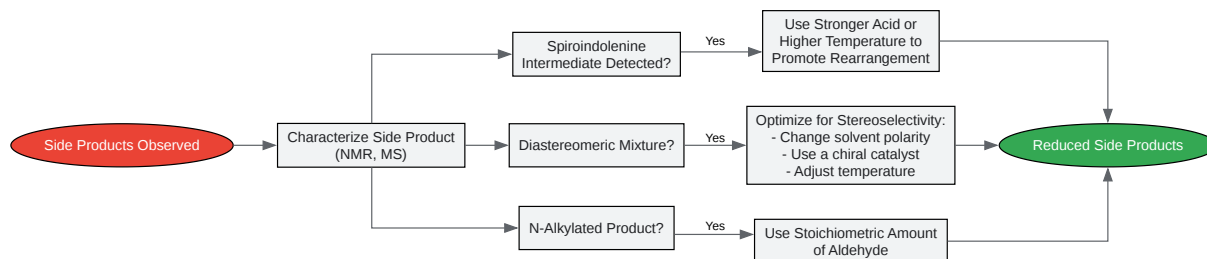 Side Products Observed
Characterize Side Product
(NMR, MS)
Spiroindolenine
Intermediate Detected?
Yes
Use Stronger Acid or
Higher Temperature to
Promote Rearrangement
Diastereomeric Mixture?
Yes
Optimize for Stereoselectivity:
- Change solvent polarity
- Use a chiral catalyst
- Adjust temperature
N-Alkylated Product?
Yes
Use Stoichiometric Amount
of Aldehyde
Reduced Side Products